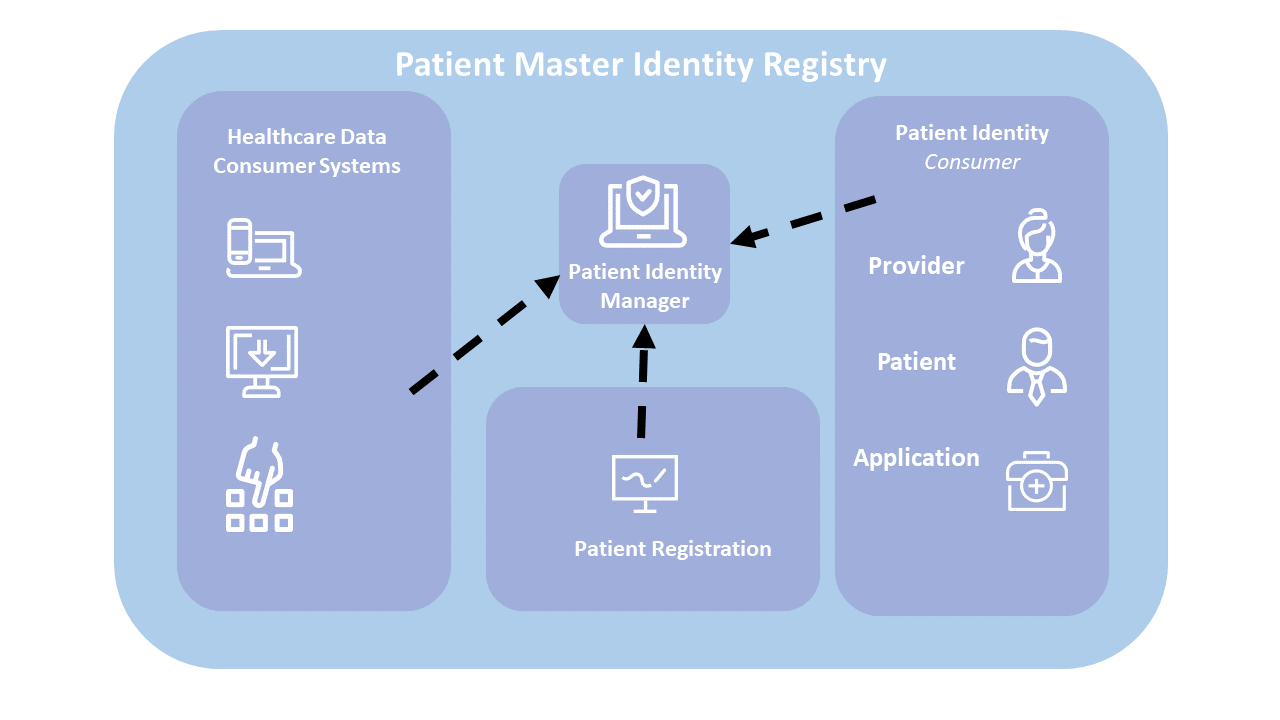 Patient Master Identity Registry
Healthcare Data
Consumer Systems
Patient Identity
Manager
Patient Registration
Patient Identity
Consumer
Provider
Patient
Application